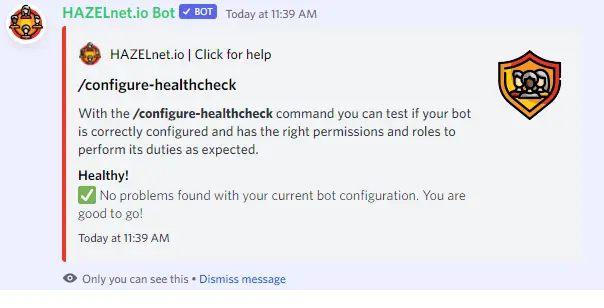 HAZELnet.io Bot ✔ BOT Today at 11:39 AM
HAZELnet.io | Click for help
/configure-healthcheck
With the /configure-healthcheck command you can test if your bot
is correctly configured and has the right permissions and roles to
perform its duties as expected.
Healthy!
✅ No problems found with your current bot configuration. You are
good to go!
Today at 11:39 AM
Only you can see this • Dismiss message